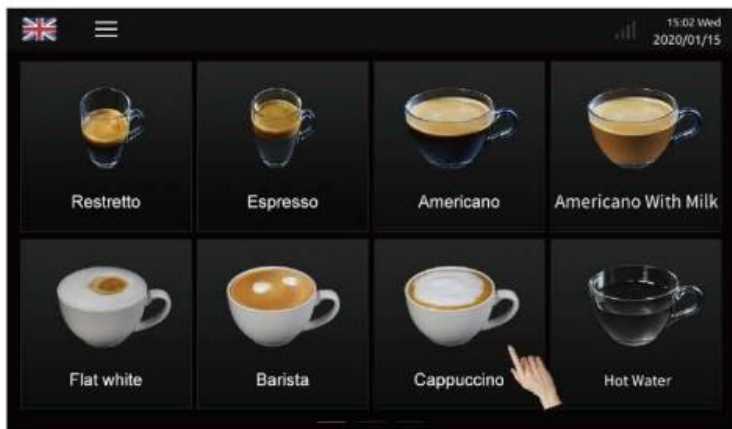 15:02 Wed
2020/01/15
Restretto
Espresso
Americano
Americano With Milk
Flat white
Barista
Cappuccino
Hot Water